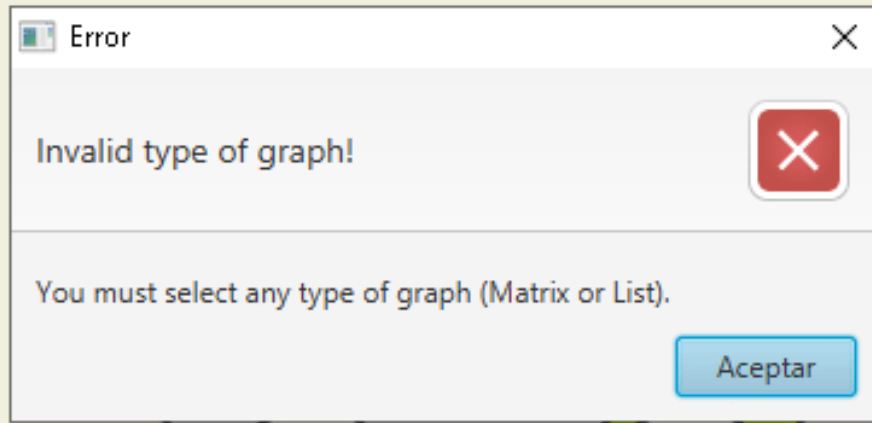 Error
Invalid type of graph!
You must select any type of graph (Matrix or List).
Aceptar